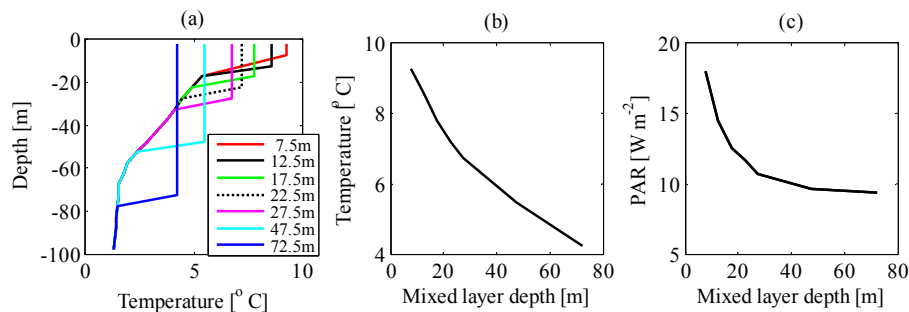 (a)
0
-20
-40
-60
-80
-100
Depth [m]
0
5
10
Temperature [° C]
7.5m
12.5m
17.5m
22.5m
27.5m
47.5m
72.5m
(b)
10
8
6
4
Temperature [° C]
0 20 40 60 80
Mixed layer depth [m]
(c)
20
15
10
5
PAR [W m-2]
0 20 40 60 80
Mixed layer depth [m]